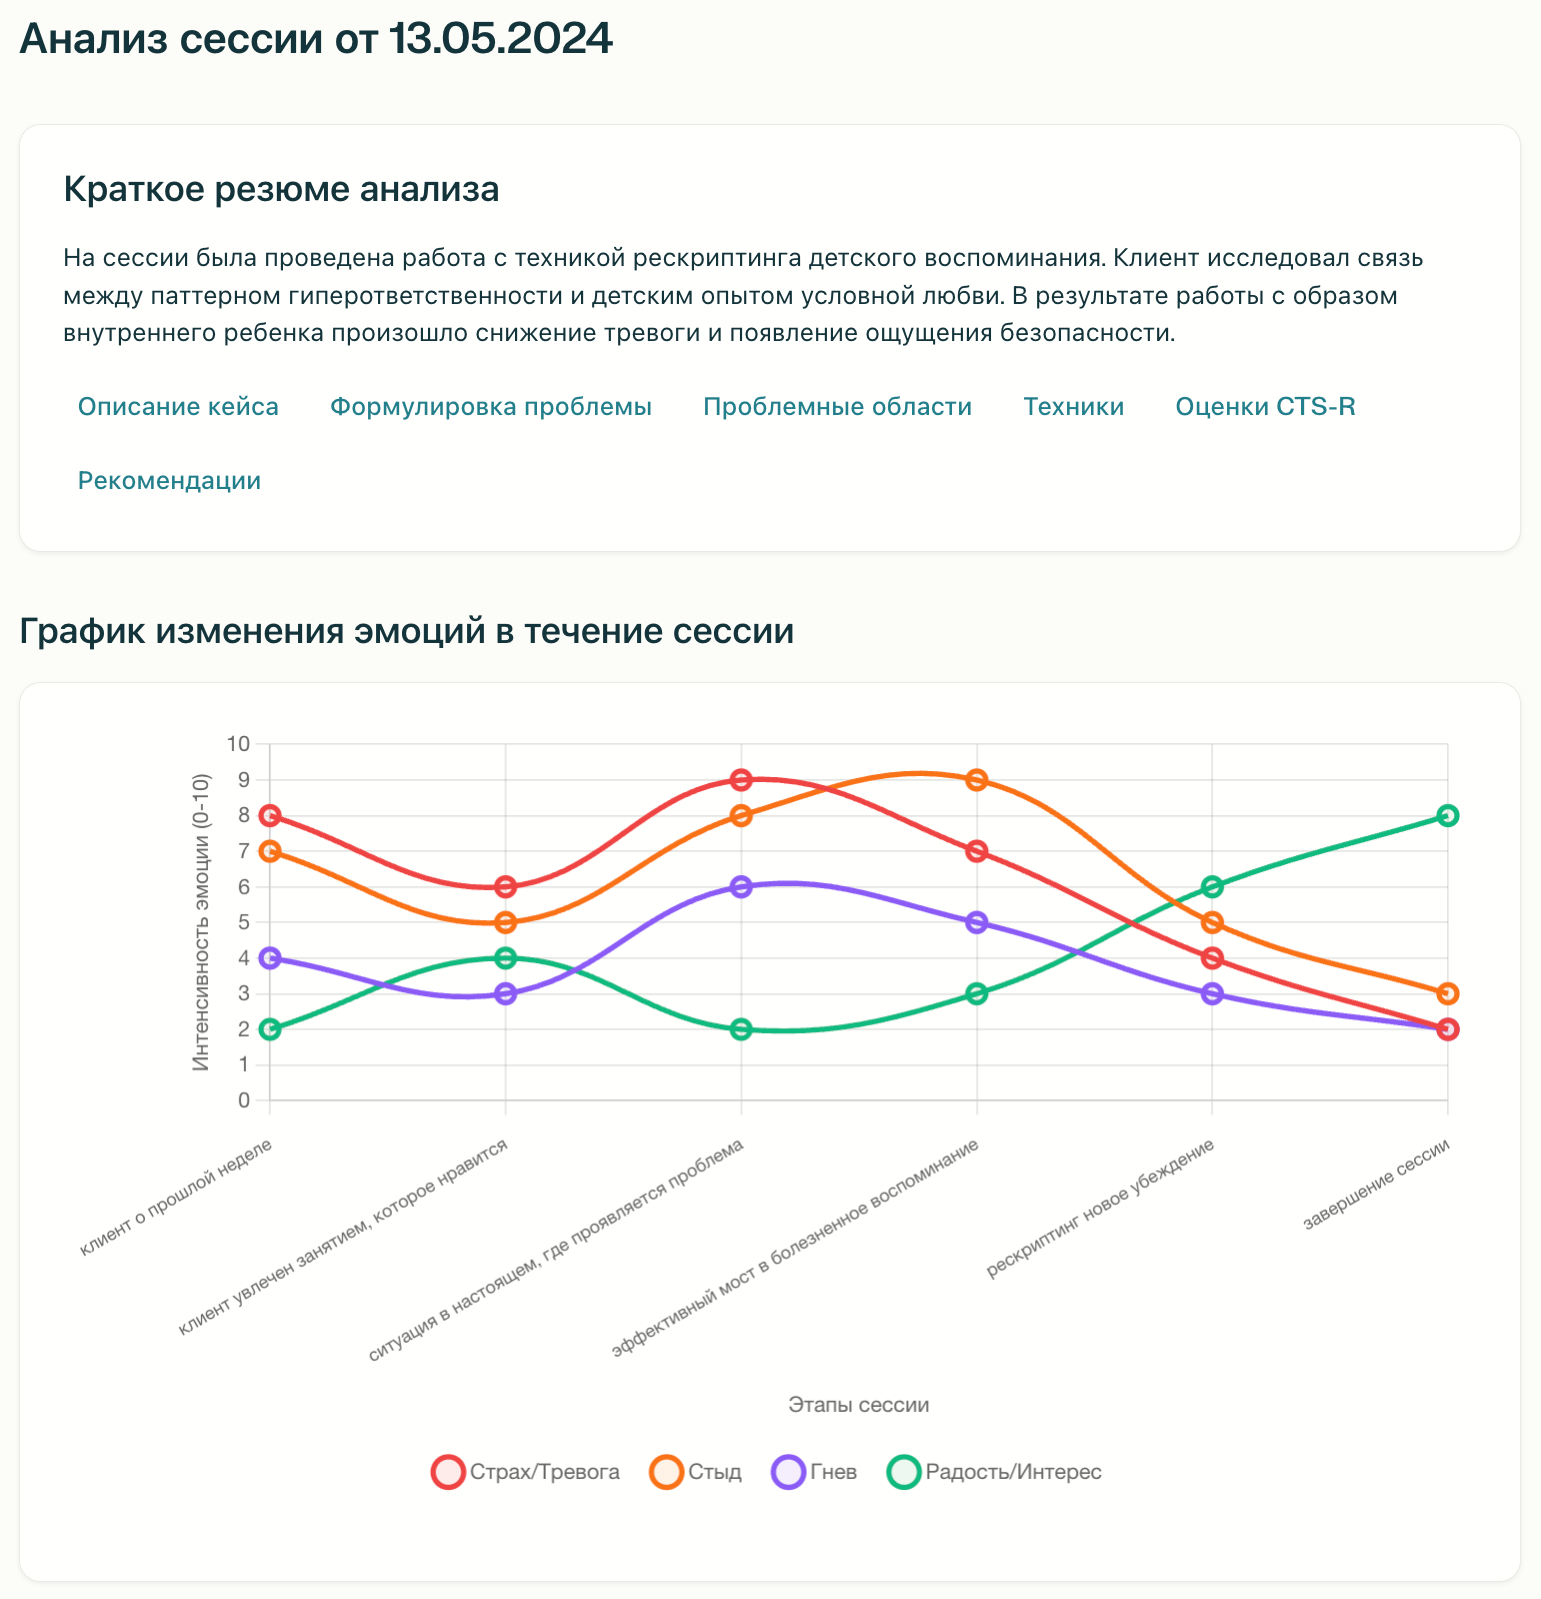 Анализ сессии от 13.05.2024
Краткое резюме анализа
На сессии была проведена работа с техникой рескриптинга детского воспоминания. Клиент исследовал связь
между паттерном гиперответственности и детским опытом условной любви. В результате работы с образом
внутреннего ребенка произошло снижение тревоги и появление ощущения безопасности.
Описание кейса Формулировка проблемы Проблемные области Техники Оценки CTS-R
Рекомендации
График изменения эмоций в течение сессии
Интенсивность эмоции (0-10)
10
9
8
7
6
5
4
3
2
1
0
клиент о прошлой неделе
клиент увлечен занятием, которое нравится
ситуация в настоящем, где проявляется проблема
эффективный мост в болезненное воспоминание
рескриптинг новое убеждение
завершение сессии
Этапы сессии
Страх/Тревога Стыд Гнев Радость/Интерес